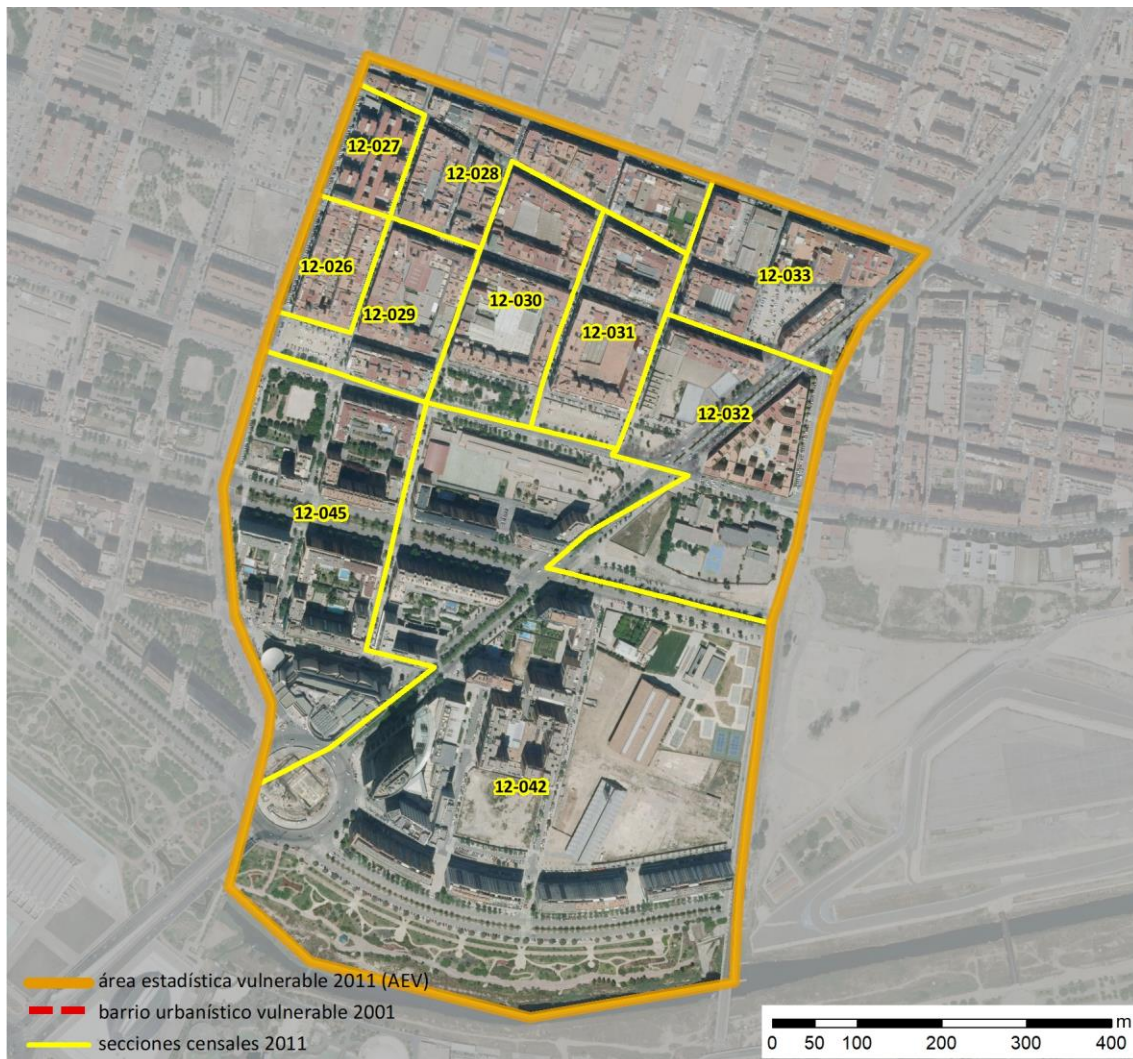 12-027
12-028
12-033
12-026
12-030
12-029
12-031
12-032
12-045
12-042
área estadística vulnerable 2011 (AEV)
barrio urbanístico vulnerable 2001
secciones censales 2011
m
0 50 100 200 300 400